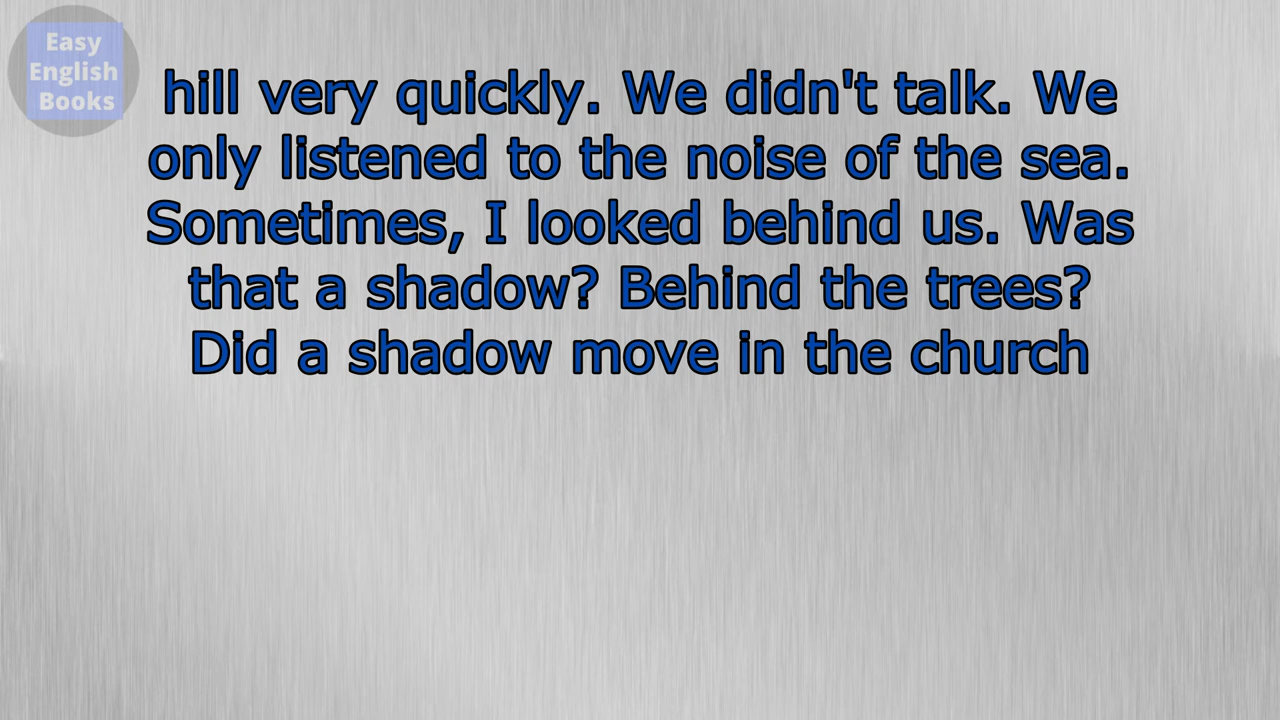 Easy
English
Books
hill very quickly. We didn't talk. We
only listened to the noise of the sea.
Sometimes, I looked behind us. Was
that a shadow? Behind the trees?
Did a shadow move in the church